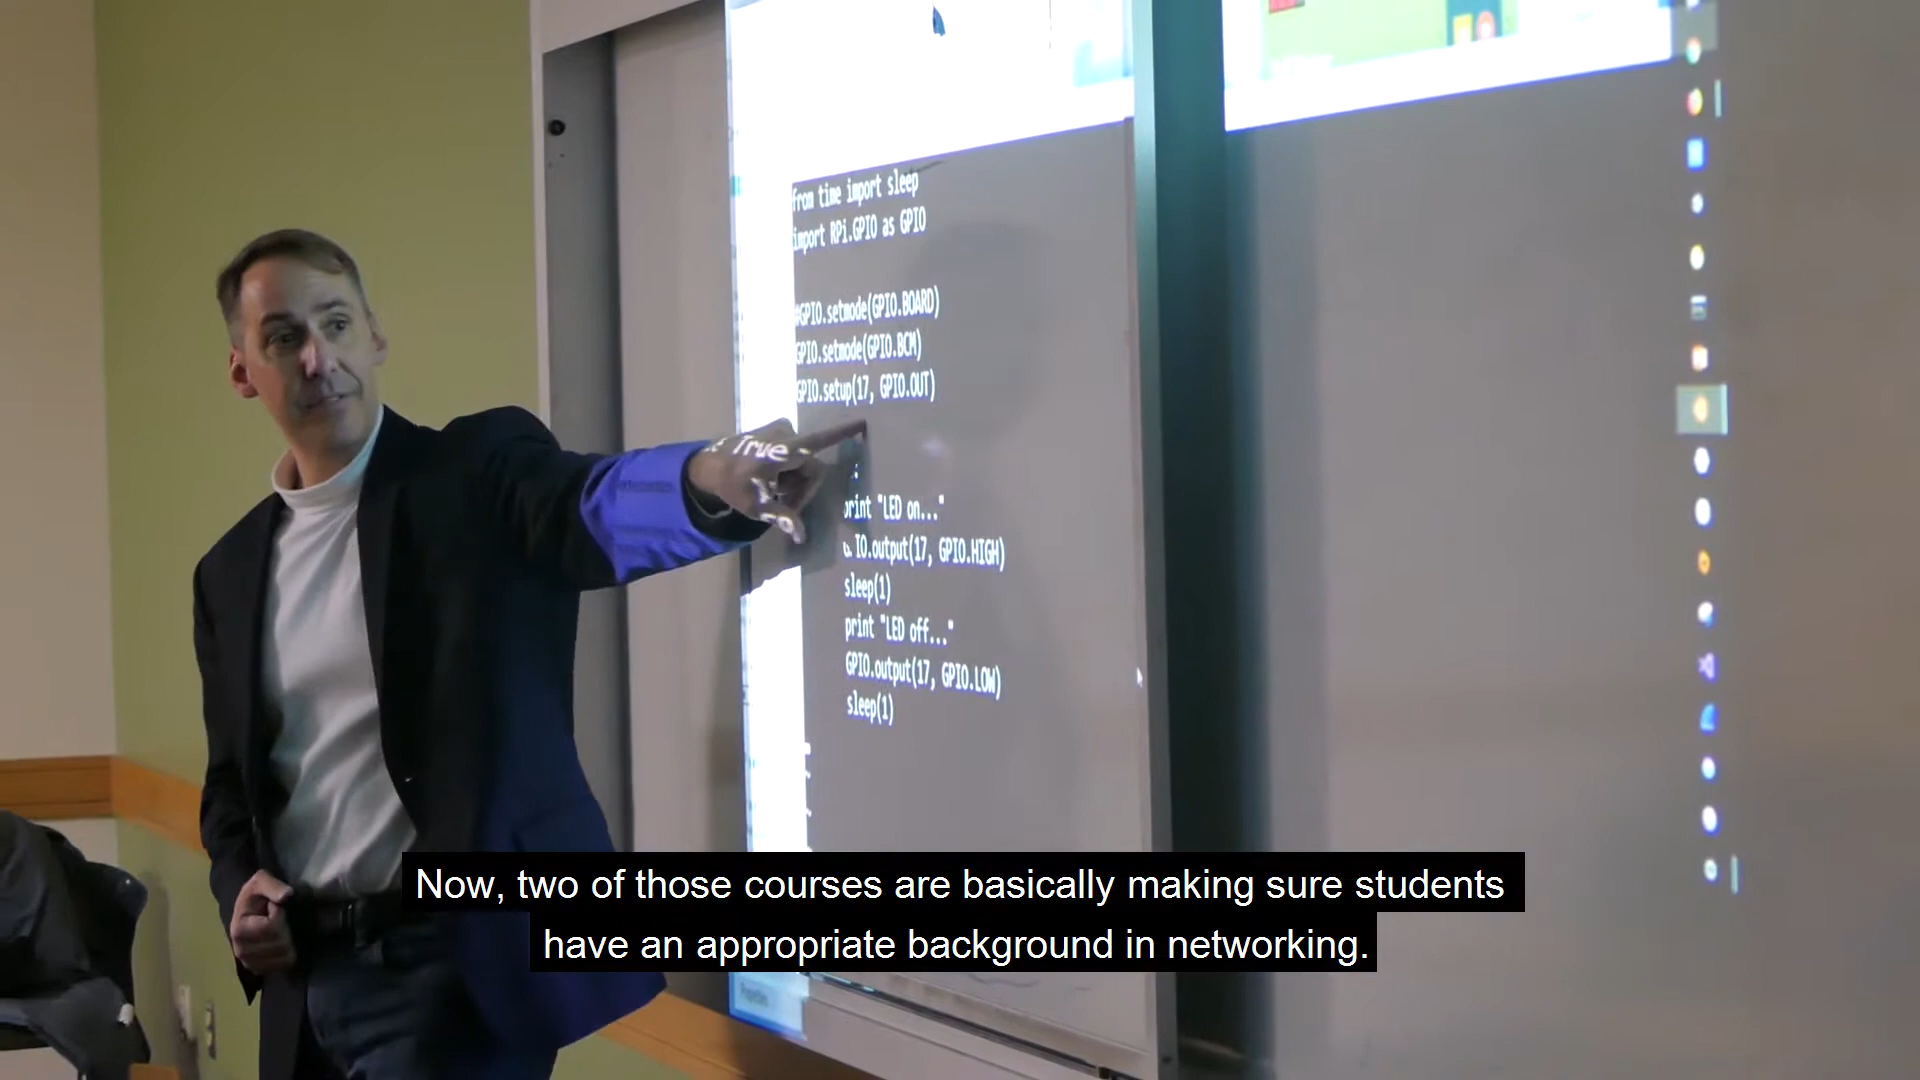 from time import sleep
import RPi.GPIO as GPIO
#GPIO.setmode(GPIO.BOARD)
GPIO.setmode(GPIO.BCM)
GPIO.setup(17, GPIO.OUT)
True
:
print "LED on..."
IO.output(17, GPIO.HIGH)
sleep(1)
print "LED off..."
GPIO.output(17, GPIO.LOW)
sleep(1)
Now, two of those courses are basically making sure students
have an appropriate background in networking.